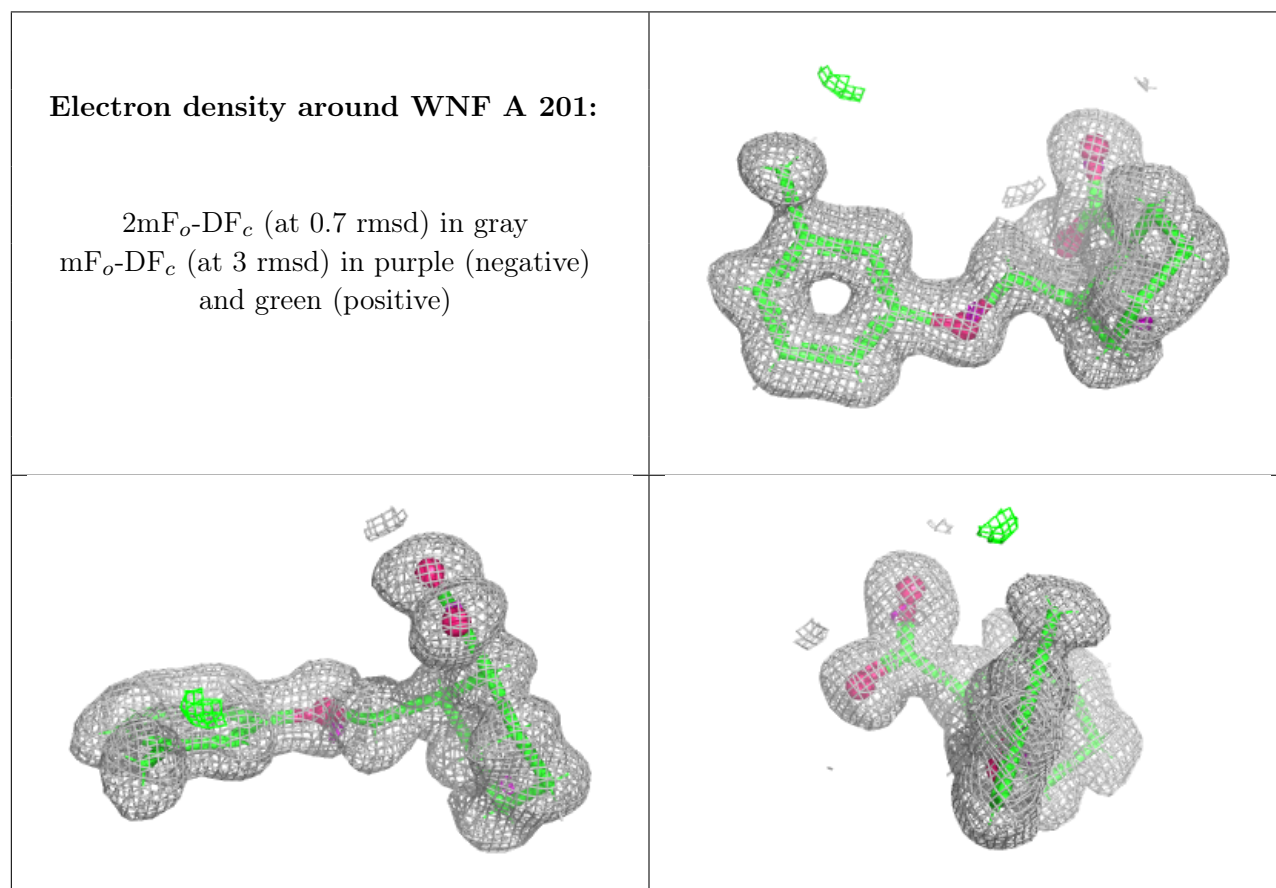 Electron density around WNF A 201:
2mFo-DFc (at 0.7 rmsd) in gray
mFo-DFc (at 3 rmsd) in purple (negative)
and green (positive)